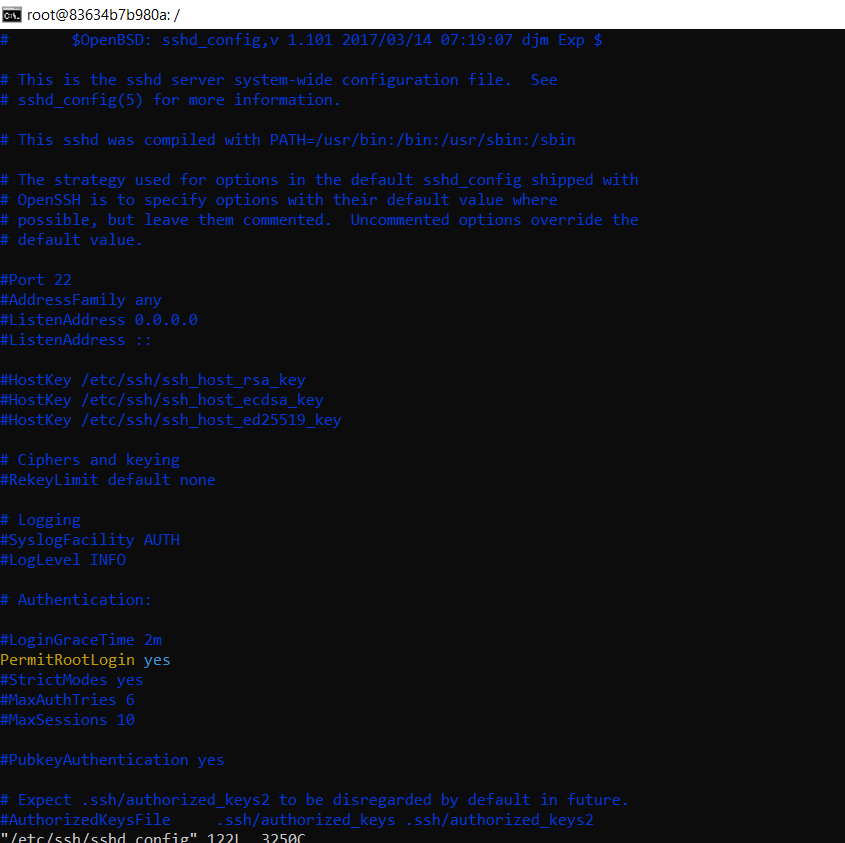 root@83634b7b980a: /
#       $OpenBSD: sshd_config,v 1.101 2017/03/14 07:19:07 djm Exp $
# This is the sshd server system-wide configuration file.  See
# sshd_config(5) for more information.
# This sshd was compiled with PATH=/usr/bin:/bin:/usr/sbin:/sbin
# The strategy used for options in the default sshd_config shipped with
# OpenSSH is to specify options with their default value where
# possible, but leave them commented.  Uncommented options override the
# default value.
#Port 22
#AddressFamily any
#ListenAddress 0.0.0.0
#ListenAddress ::
#HostKey /etc/ssh/ssh_host_rsa_key
#HostKey /etc/ssh/ssh_host_ecdsa_key
#HostKey /etc/ssh/ssh_host_ed25519_key
# Ciphers and keying
#RekeyLimit default none
# Logging
#SyslogFacility AUTH
#LogLevel INFO
# Authentication:
#LoginGraceTime 2m
PermitRootLogin yes
#StrictModes yes
#MaxAuthTries 6
#MaxSessions 10
#PubkeyAuthentication yes
# Expect .ssh/authorized_keys2 to be disregarded by default in future.
#AuthorizedKeysFile     .ssh/authorized_keys .ssh/authorized_keys2
"/etc/ssh/sshd_config" 122L, 3250C